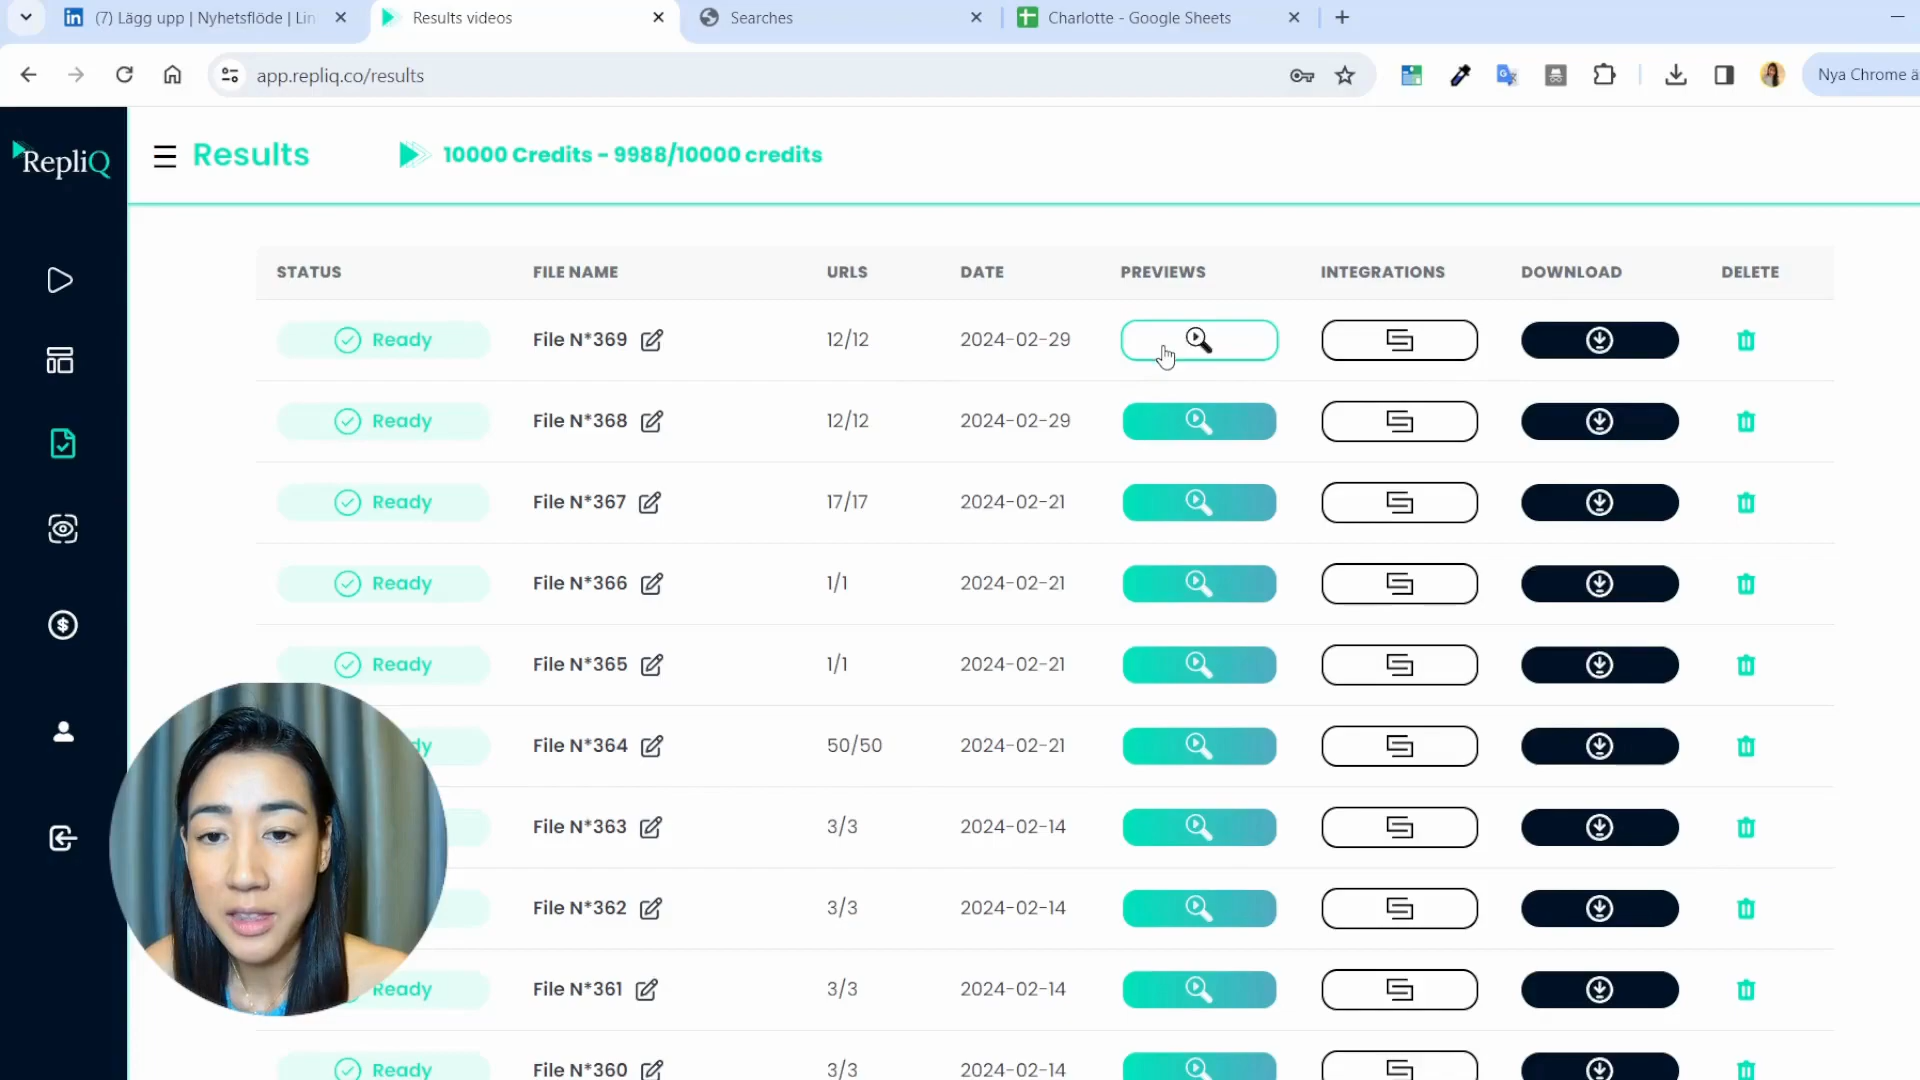 (7) Lägg upp | Nyhetsflöde | Lin
Results videos
Searches
Charlotte - Google Sheets
app.repliq.co/results
Nya Chrome ä
RepliQ
Results
10000 Credits - 9988/10000 credits
STATUS FILE NAME URLS DATE PREVIEWS INTEGRATIONS DOWNLOAD DELETE
Ready File N°369 12/12 2024-02-29
Ready File N°368 12/12 2024-02-29
Ready File N°367 17/17 2024-02-21
Ready File N°366 1/1 2024-02-21
Ready File N°365 1/1 2024-02-21
dy File N°364 50/50 2024-02-21
File N°363 3/3 2024-02-14
File N°362 3/3 2024-02-14
Ready File N°361 3/3 2024-02-14
Ready File N°360 3/3 2024-02-14